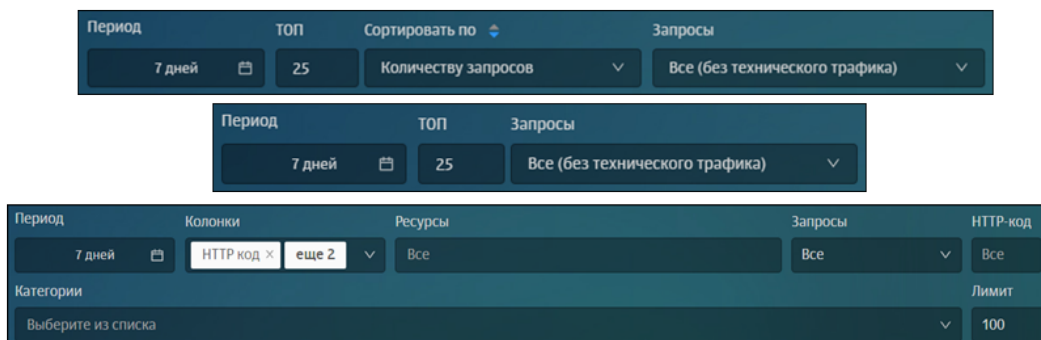 Период ТОП Сортировать по Запросы
7 дней 25 Количеству запросов Все (без технического трафика)
Период ТОП Запросы
7 дней 25 Все (без технического трафика)
Период Колонки Ресурсы Запросы HTTP-код
7 дней HTTP код × еще 2 Все Все Все
Категории Лимит
Выберите из списка 100